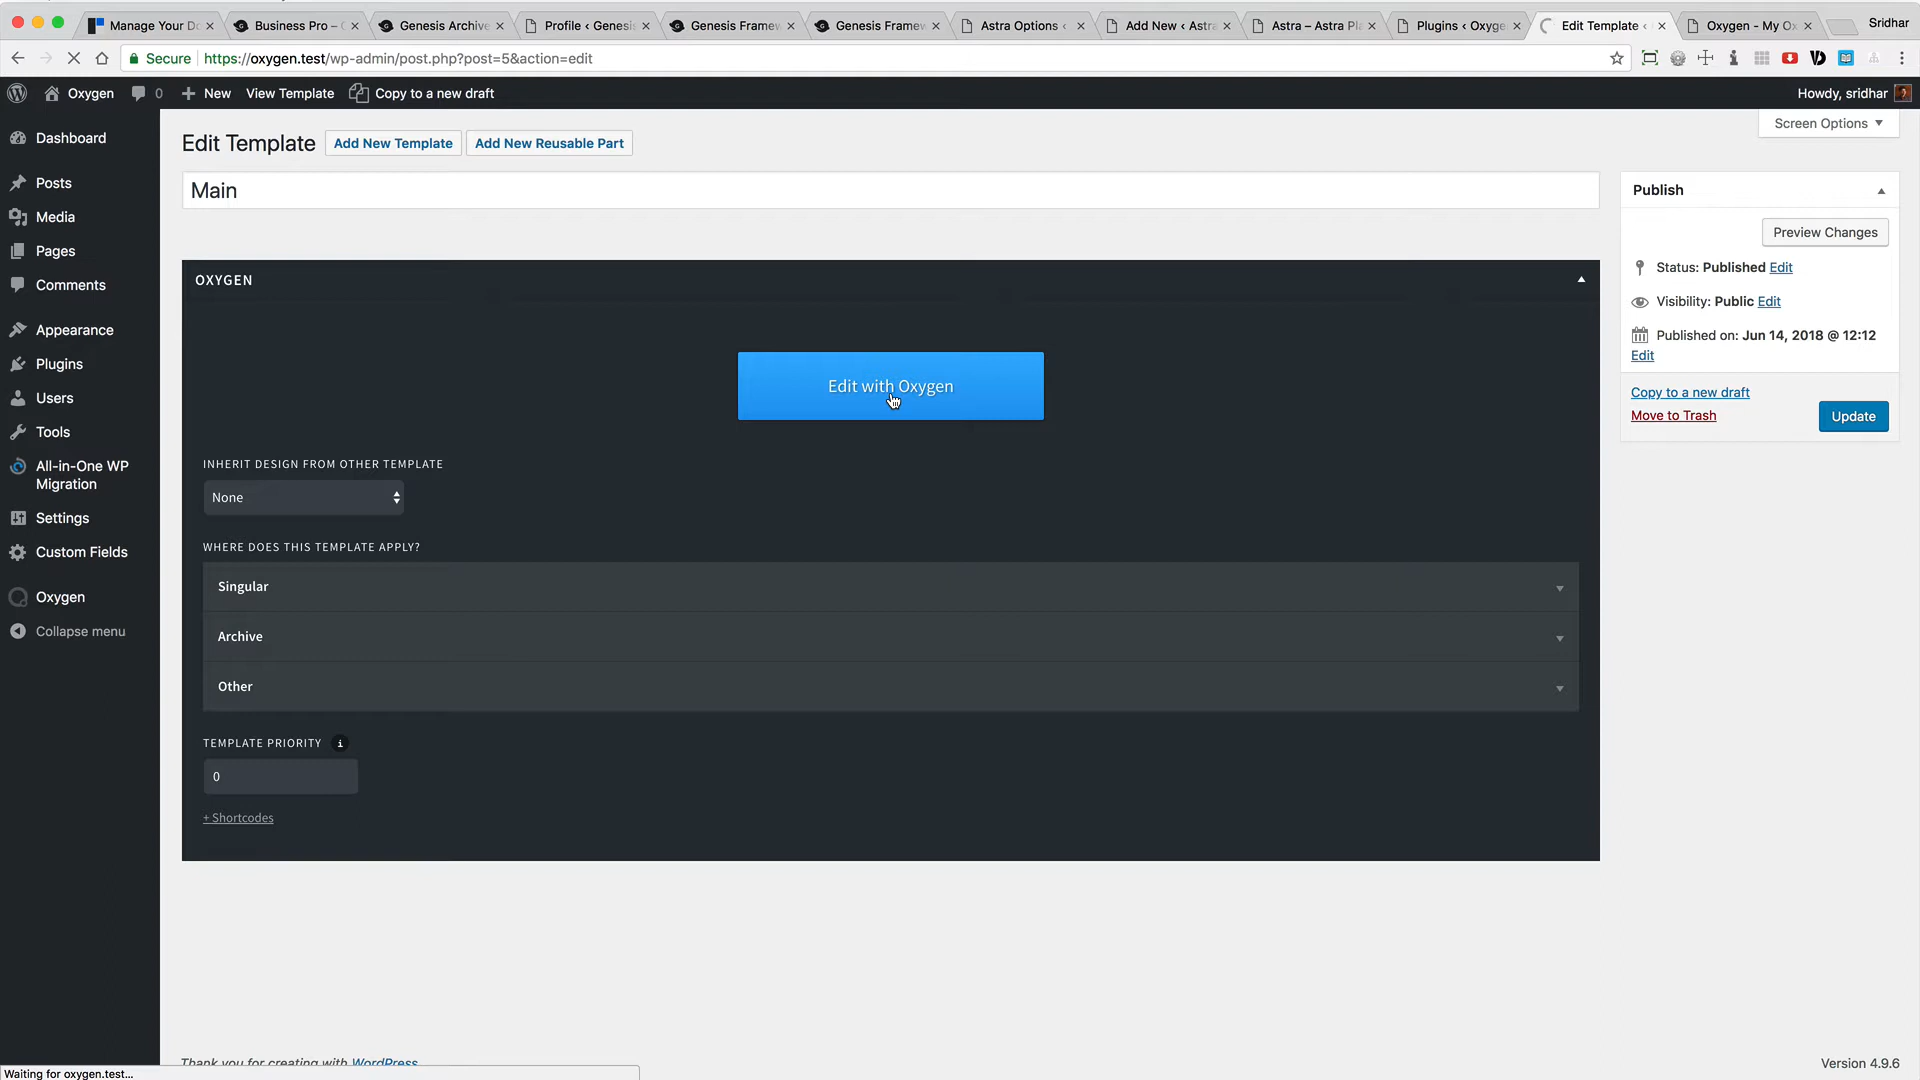 Manage Your D
Business Pro – G
Genesis Archive
Profile ‹ Genesis
Genesis Framew
Genesis Framew
Astra Options ‹
Add New ‹ Astra
Astra – Astra Pl
Plugins ‹ Oxyge
Edit Template ‹
Oxygen - My Ox
Sridhar
Secure https://oxygen.test/wp-admin/post.php?post=5&action=edit
Oxygen 0 New View Template Copy to a new draft
Howdy, sridhar
Screen Options
Dashboard
Posts
Media
Pages
Comments
Appearance
Plugins
Users
Tools
All-in-One WP
Migration
Settings
Custom Fields
Oxygen
Collapse menu
Edit Template Add New Template Add New Reusable Part
Main
OXYGEN
Edit with Oxygen
INHERIT DESIGN FROM OTHER TEMPLATE
None
WHERE DOES THIS TEMPLATE APPLY?
Singular
Archive
Other
TEMPLATE PRIORITY i
0
+ Shortcodes
Publish
Preview Changes
Status: Published Edit
Visibility: Public Edit
Published on: Jun 14, 2018 @ 12:12
Edit
Copy to a new draft
Move to Trash
Update
Thank you for creating with WordPress
Version 4.9.6
Waiting for oxygen.test...